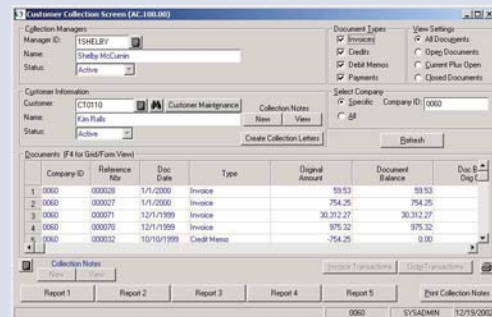 Customer Collection Screen (AC.100.00)
Collection Managers
Manager ID: 1SHELBY
Name: Shelby McCumin
Status: Active
Document Types
Invoices
Credits
Debit Memos
Payments
View Settings
All Documents
Open Documents
Current Plus Open
Closed Documents
Customer Information
Customer: CT0110 Customer Maintenance
Name: Kim Ralls
Status: Active
Collection Notes
New View
Create Collection Letters
Select Company
Specific Company ID: 0060
All
Refresh
Documents (F4 for Grid/Form View)
Company ID Reference Nbr Doc Date Type Original Amount Document Balance Doc B Orig C
1 0060 000028 1/1/2000 Invoice 59.53 59.53
2 0060 000027 1/1/2000 Invoice 754.25 754.25
3 0060 000071 12/1/1999 Invoice 30,312.27 30,312.27
4 0060 000070 12/1/1999 Invoice 975.32 975.32
5 0060 000032 10/10/1999 Credit Memo -754.25 0.00
Collection Notes
New View
Invoice Transactions Order Transactions
Report 1 Report 2 Report 3 Report 4 Report 5 Print Collection Notes
0060 SYSADMIN 12/19/2002